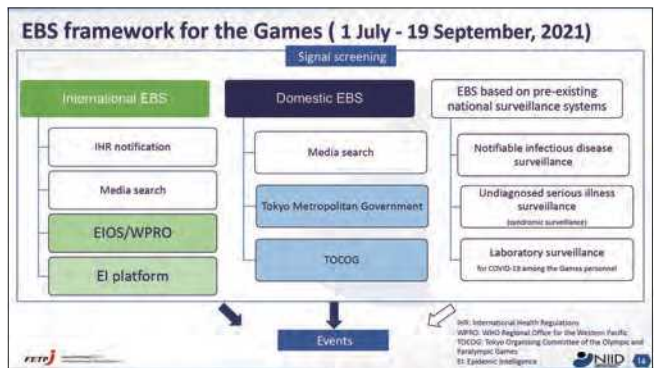 EBS framework for the Games ( 1 July - 19 September, 2021)
Signal screening
International EBS
IHR notification
Media search
EIOS/WPRO
EI platform
Domestic EBS
Media search
Tokyo Metropolitan Government
TOCOG
EBS based on pre-existing
national surveillance systems
Notifiable infectious disease
surveillance
Undiagnosed serious illness
surveillance
(syndromic surveillance)
Laboratory surveillance
for COVID-19 among the Games personnel
Events
IHR: International Health Regulations
WPRO: WHO Regional Office for the Western Pacific
TOCOG: Tokyo Organising Committee of the Olympic and
Paralympic Games
EI: Epidemic Intelligence
FETPJ
NIID
14